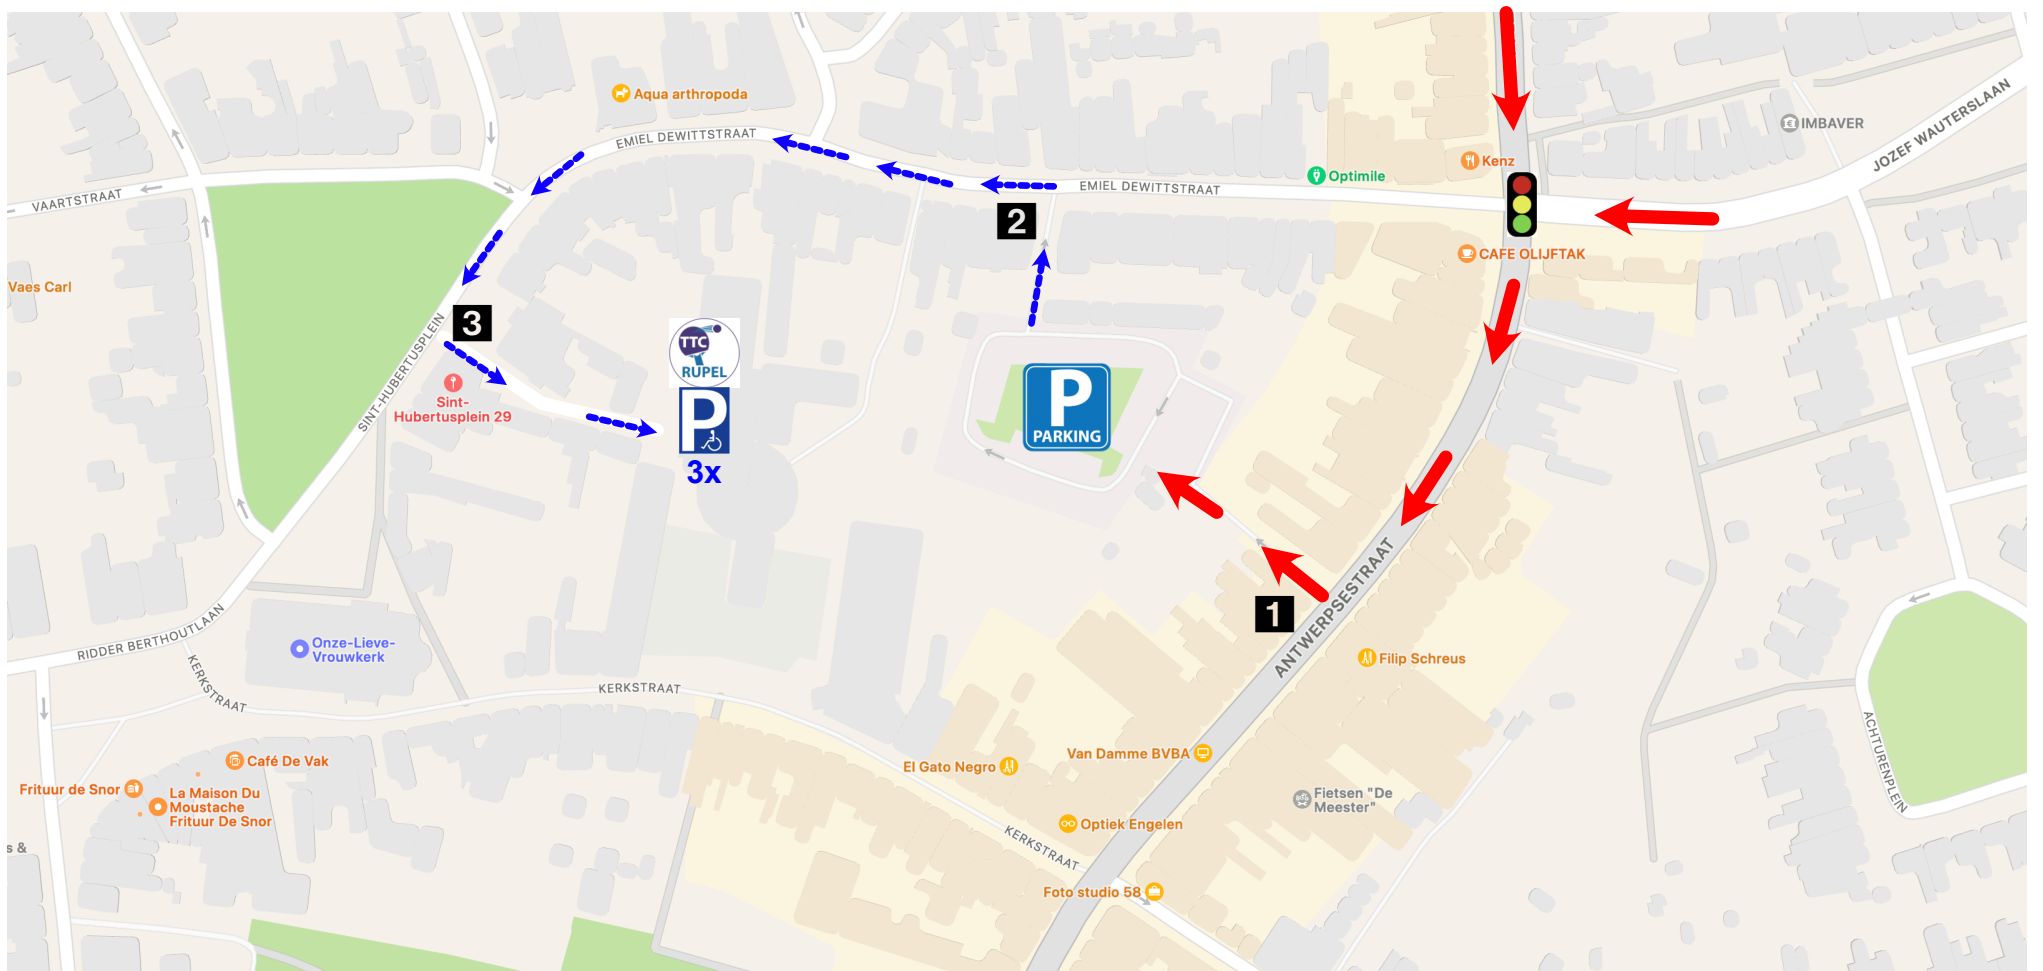 Aqua arthropoda
EMIEL DEWITTSTRAAT
IMBAVER
JOZEF WAUTERSLAAN
Kenz
Optimile
EMIEL DEWITTSTRAAT
VAARTSTRAAT
2
CAFE OLIJFTAK
Vaes Carl
3
TTC
RUPEL
SINT-HUBERTUSPLEIN
Sint-
Hubertusplein 29
P
P
PARKING
3x
ANTWERPSESTRAAT
1
RIDDER BERTHOUTLAAN
Onze-Lieve-
Vrouwkerk
Filip Schreus
KERKSTRAAT
KERKSTRAAT
ACHTURENPLEIN
Café De Vak
El Gato Negro
Van Damme BVBA
Frituur de Snor
La Maison Du
Moustache
Frituur De Snor
Fietsen "De
Meester"
Optiek Engelen
KERKSTRAAT
s &
Foto studio 58